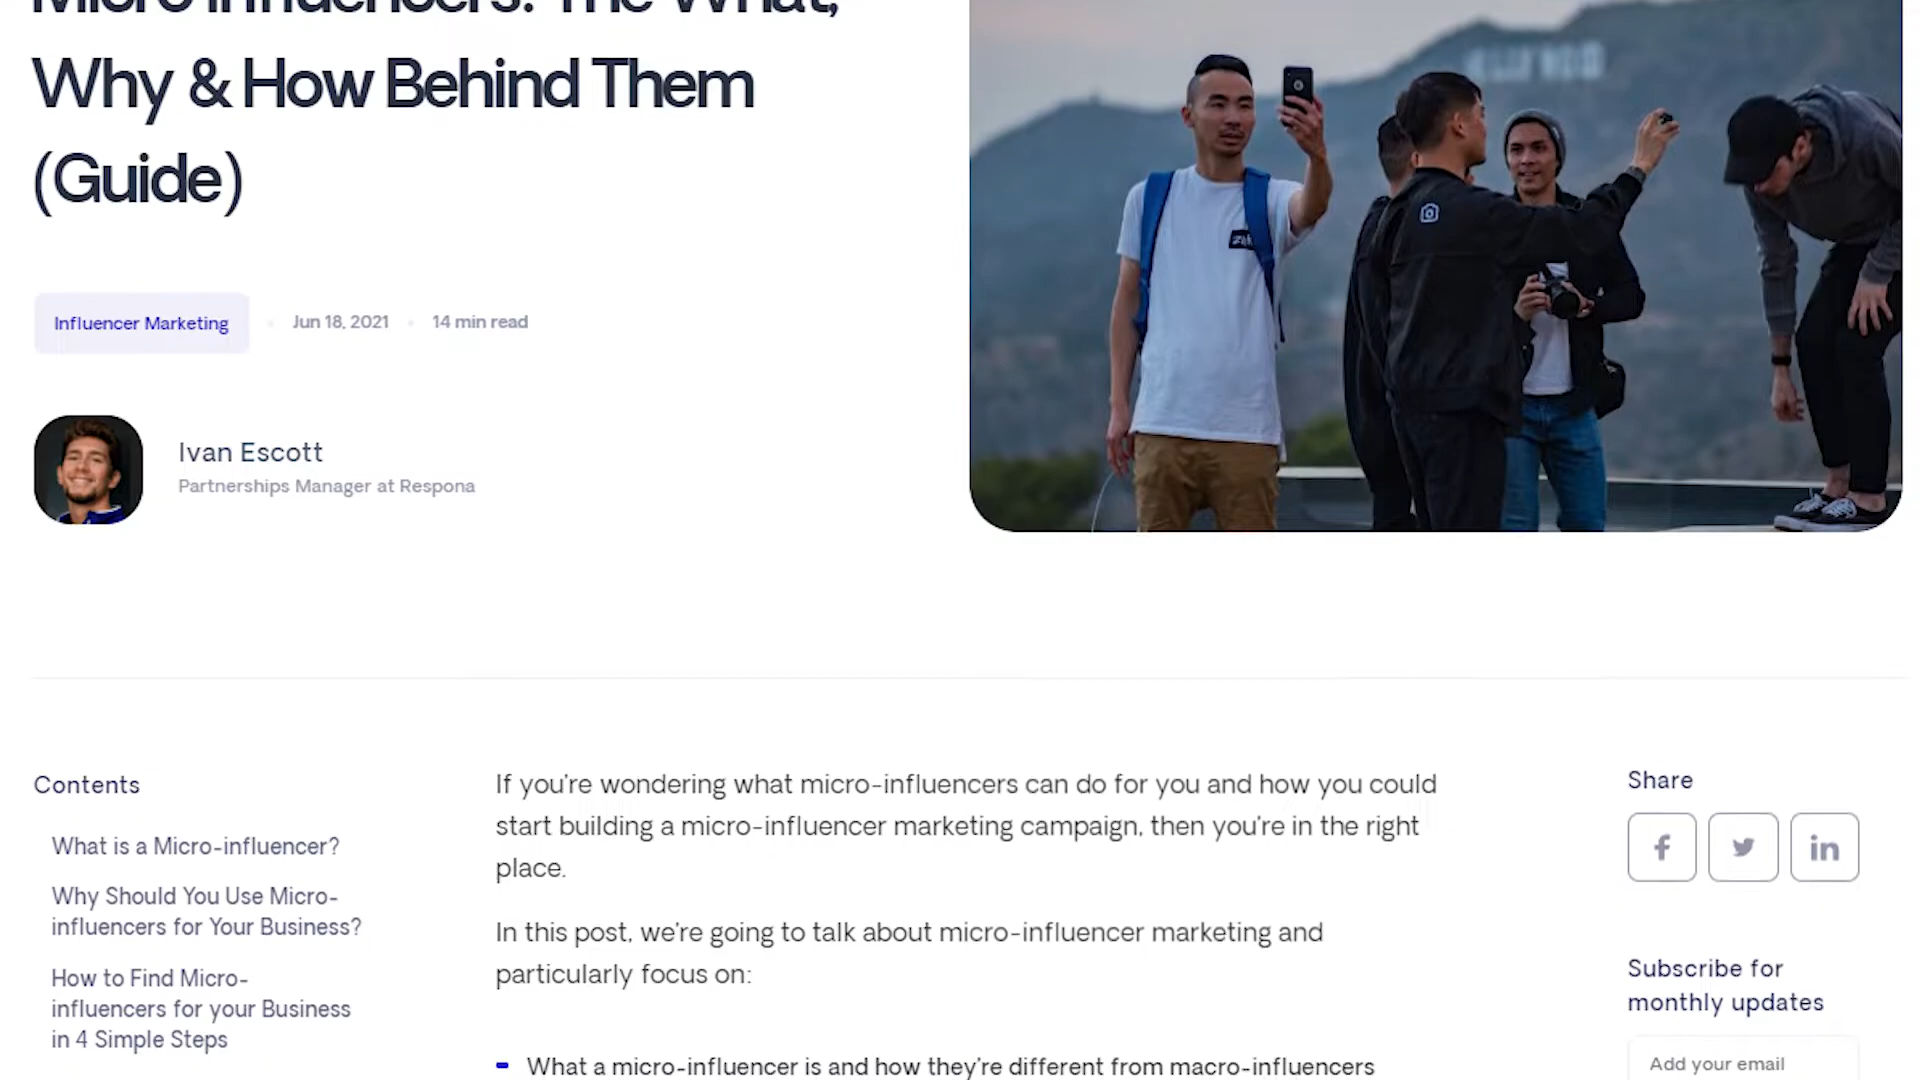 Micro Influencers: The What,
Why & How Behind Them
(Guide)
Influencer Marketing
Jun 18, 2021
14 min read
Ivan Escott
Partnerships Manager at Respona
Contents
What is a Micro-influencer?
Why Should You Use Micro-
influencers for Your Business?
How to Find Micro-
influencers for your Business
in 4 Simple Steps
If you're wondering what micro-influencers can do for you and how you could
start building a micro-influencer marketing campaign, then you're in the right
place.
In this post, we're going to talk about micro-influencer marketing and
particularly focus on:
What a micro-influencer is and how they're different from macro-influencers
Share
Subscribe for
monthly updates
Add your email